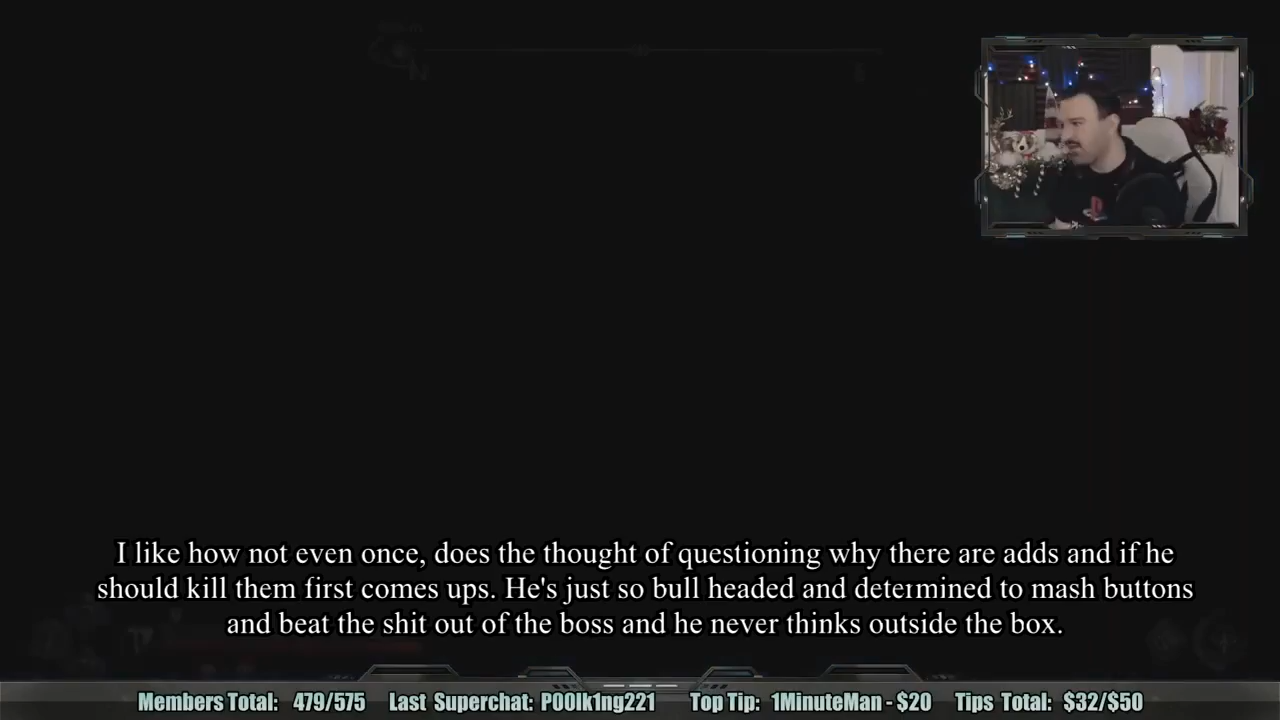 I like how not even once, does the thought of questioning why there are adds and if he
should kill them first comes ups. He's just so bull headed and determined to mash buttons
and beat the shit out of the boss and he never thinks outside the box.
Members Total: 479/575 Last Superchat: P00lk1ng221 Top Tip: 1MinuteMan - $20 Tips Total: $32/$50